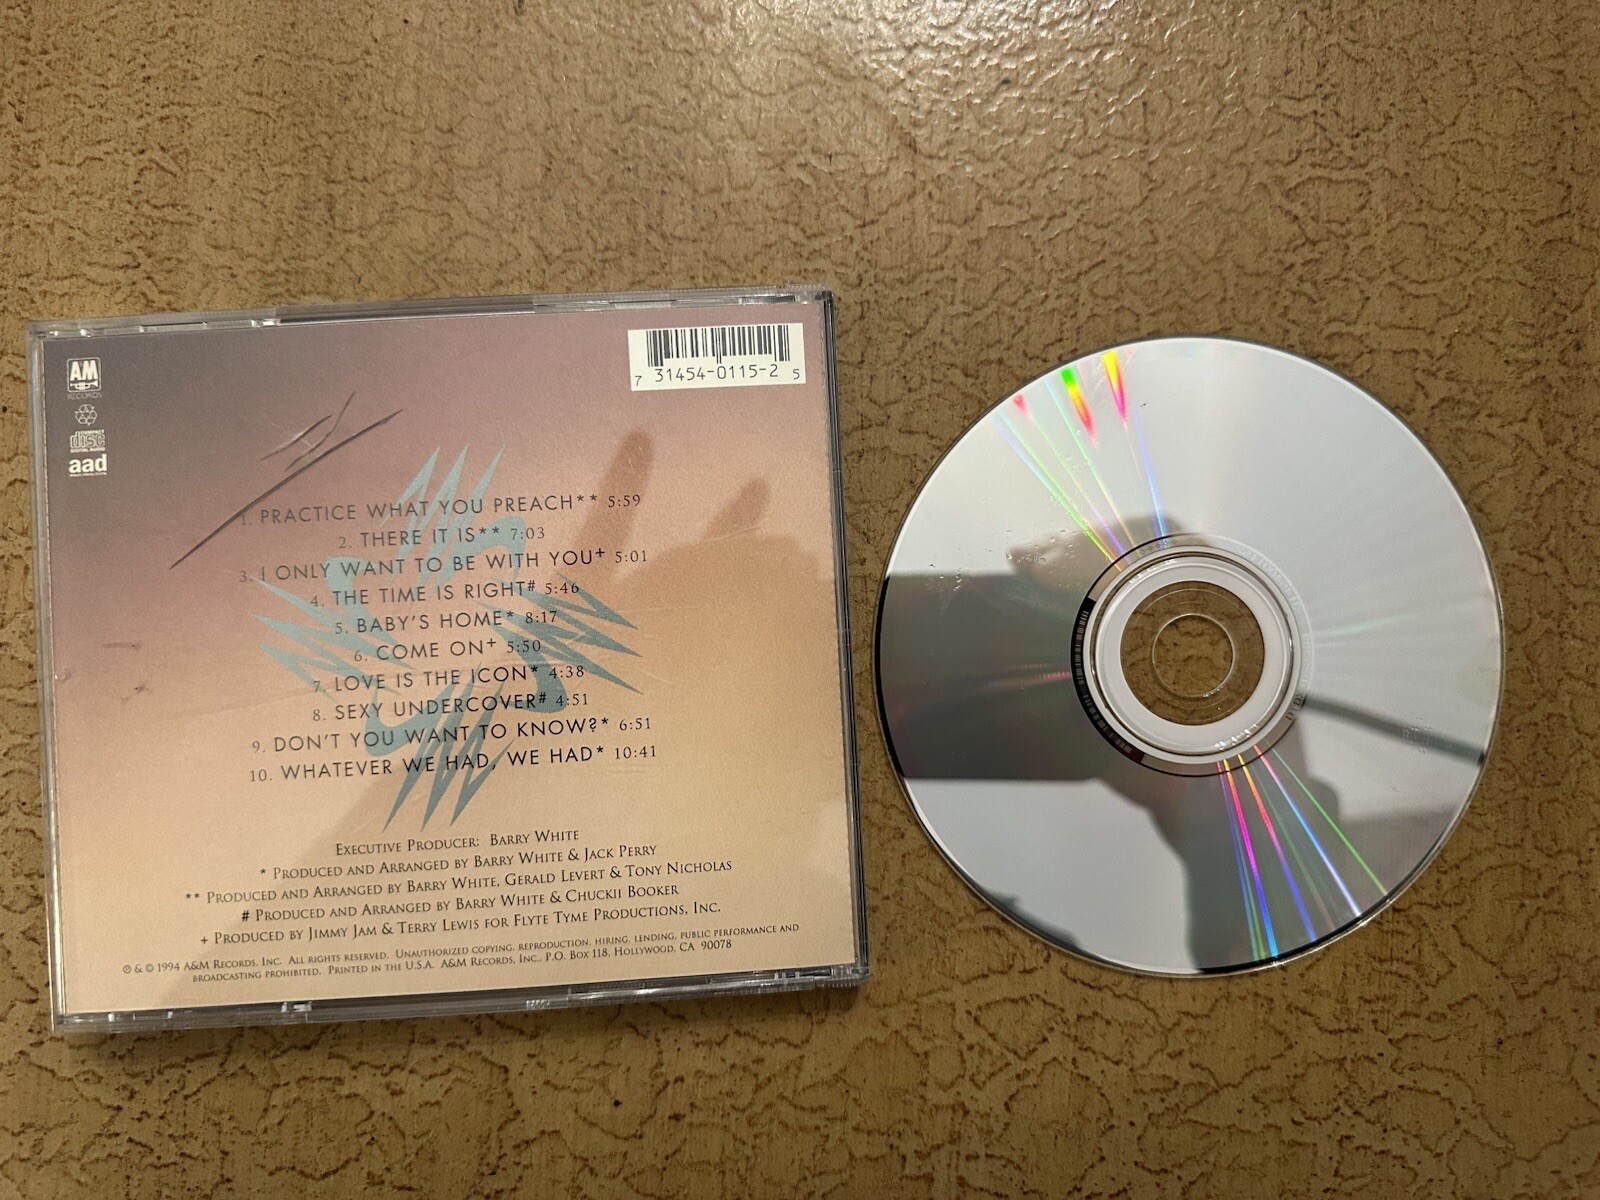 A&M
RECORDS
COMPACT
disc
DIGITAL AUDIO
aad
7 31454-0115-2 5
1. PRACTICE WHAT YOU PREACH** 5:59
2. THERE IT IS** 7:03
3. I ONLY WANT TO BE WITH YOU+ 5:01
4. THE TIME IS RIGHT# 5:46
5. BABY'S HOME* 8:17
6. COME ON+ 5:50
7. LOVE IS THE ICON* 4:38
8. SEXY UNDERCOVER# 4:51
9. DON'T YOU WANT TO KNOW?* 6:51
10. WHATEVER WE HAD, WE HAD* 10:41
EXECUTIVE PRODUCER: BARRY WHITE
* PRODUCED AND ARRANGED BY BARRY WHITE & JACK PERRY
** PRODUCED AND ARRANGED BY BARRY WHITE, GERALD LEVERT & TONY NICHOLAS
# PRODUCED AND ARRANGED BY BARRY WHITE & CHUCKII BOOKER
+ PRODUCED BY JIMMY JAM & TERRY LEWIS FOR FLYTE TYME PRODUCTIONS, INC.
℗ & © 1994 A&M RECORDS, INC. ALL RIGHTS RESERVED. UNAUTHORIZED COPYING, REPRODUCTION, HIRING, LENDING, PUBLIC PERFORMANCE AND
BROADCASTING PROHIBITED. PRINTED IN THE U.S.A. A&M RECORDS, INC., P.O. BOX 118, HOLLYWOOD, CA 90078